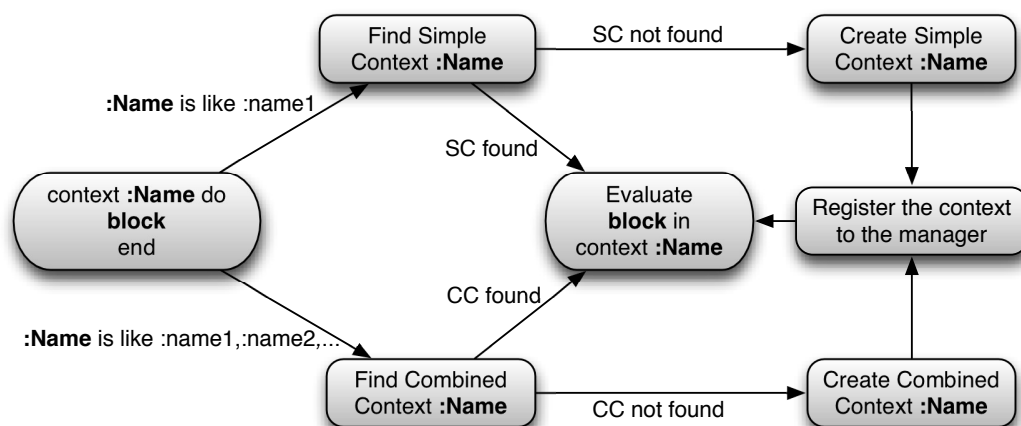 Find Simple
Context :Name
SC not found
Create Simple
Context :Name
:Name is like :name1
SC found
context :Name do
block
end
Evaluate
block in
context :Name
Register the context
to the manager
CC found
:Name is like :name1,:name2,...
Find Combined
Context :Name
CC not found
Create Combined
Context :Name